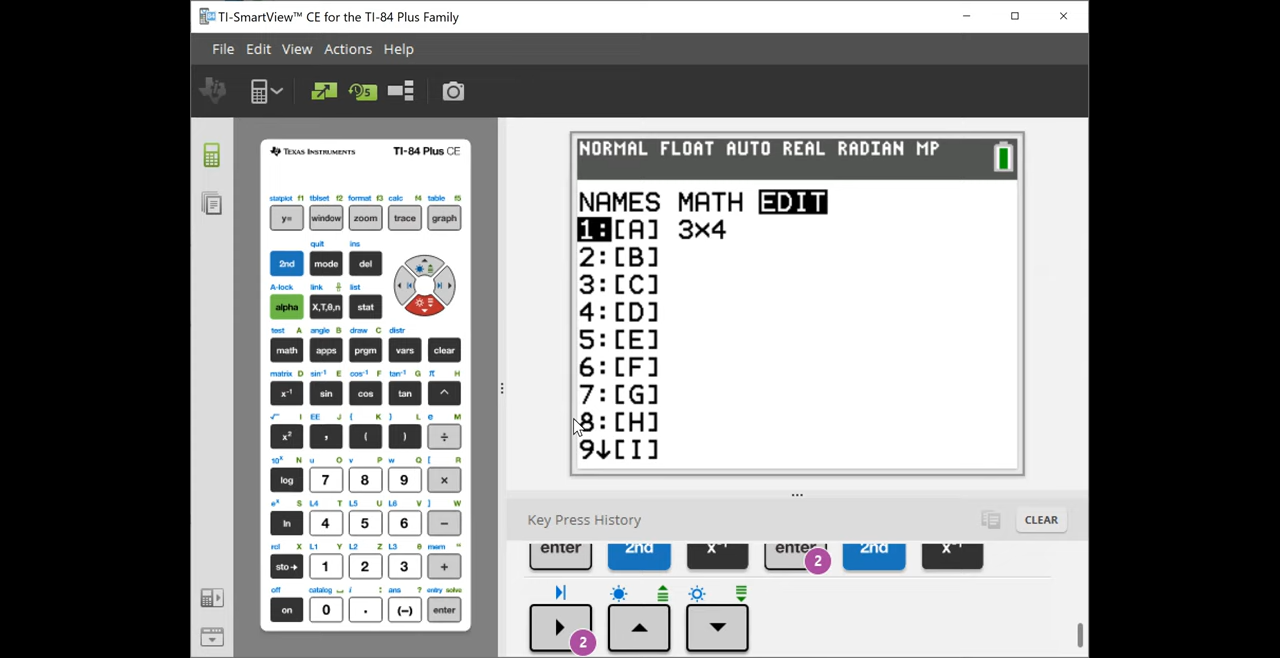 TI-SmartView™ CE for the TI-84 Plus Family
File Edit View Actions Help
5
TEXAS INSTRUMENTS TI-84 Plus CE
statplot f1 tblset f2 format f3 calc f4 table f5
y= window zoom trace graph
quit ins
2nd mode del
A-lock link list
alpha X,T,θ,n stat
test A angle B draw C distr
math apps prgm vars clear
matrix D sin⁻¹ E cos⁻¹ F tan⁻¹ G π H
x⁻¹ sin cos tan ^
√ I EE J { K } L e M
x² , ( ) ÷
10ˣ N u O v P w Q [ R
log 7 8 9 ×
eˣ S L4 T L5 U L6 V ] W
ln 4 5 6 −
rcl X L1 Y L2 Z L3 θ mem "
sto→ 1 2 3 +
off catalog ⎵ i : ans ? entry solve
on 0 . (−) enter
NORMAL FLOAT AUTO REAL RADIAN MP
NAMES MATH EDIT
1:[A] 3×4
2:[B]
3:[C]
4:[D]
5:[E]
6:[F]
7:[G]
8:[H]
9↓[I]
Key Press History CLEAR
enter 2nd x⁻¹ enter 2 2nd x⁻¹
2